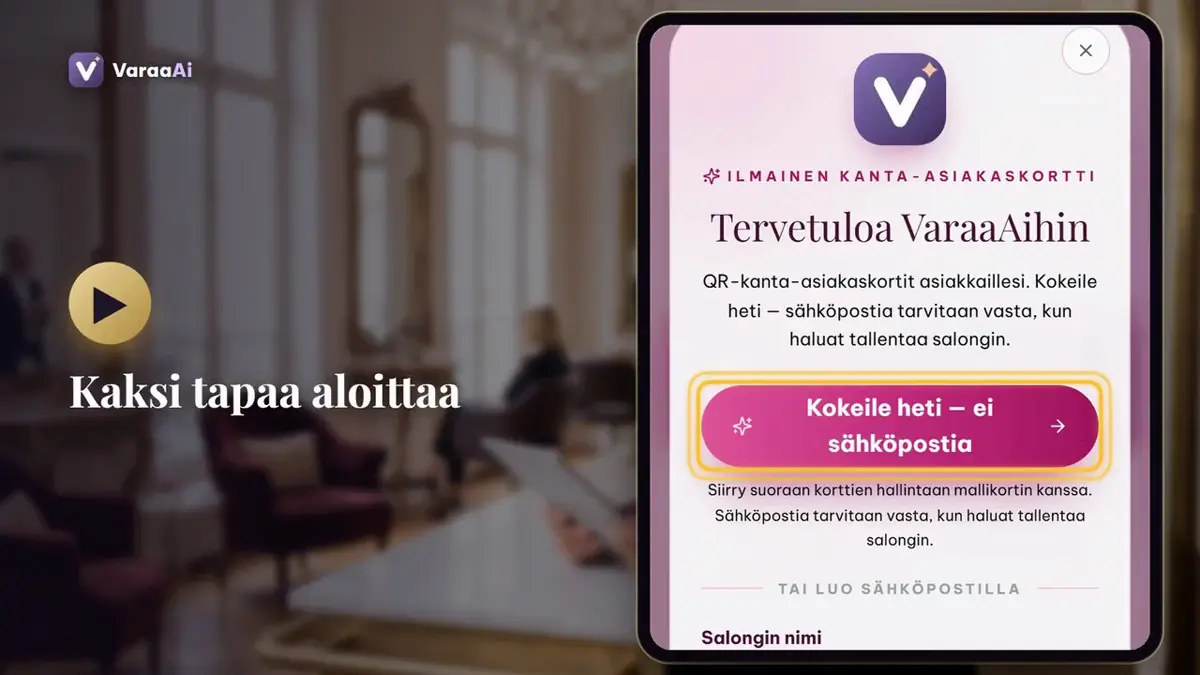 VaraaAi
Kaksi tapaa aloittaa
ILMAINEN KANTA-ASIAKASKORTTI
Tervetuloa VaraaAihin
QR-kanta-asiakaskortit asiakkaillesi. Kokeile
heti — sähköpostia tarvitaan vasta, kun
haluat tallentaa salongin.
Kokeile heti — ei
sähköpostia
Siirry suoraan korttien hallintaan mallikortin kanssa.
Sähköpostia tarvitaan vasta, kun haluat tallentaa
salongin.
TAI LUO SÄHKÖPOSTILLA
Salongin nimi